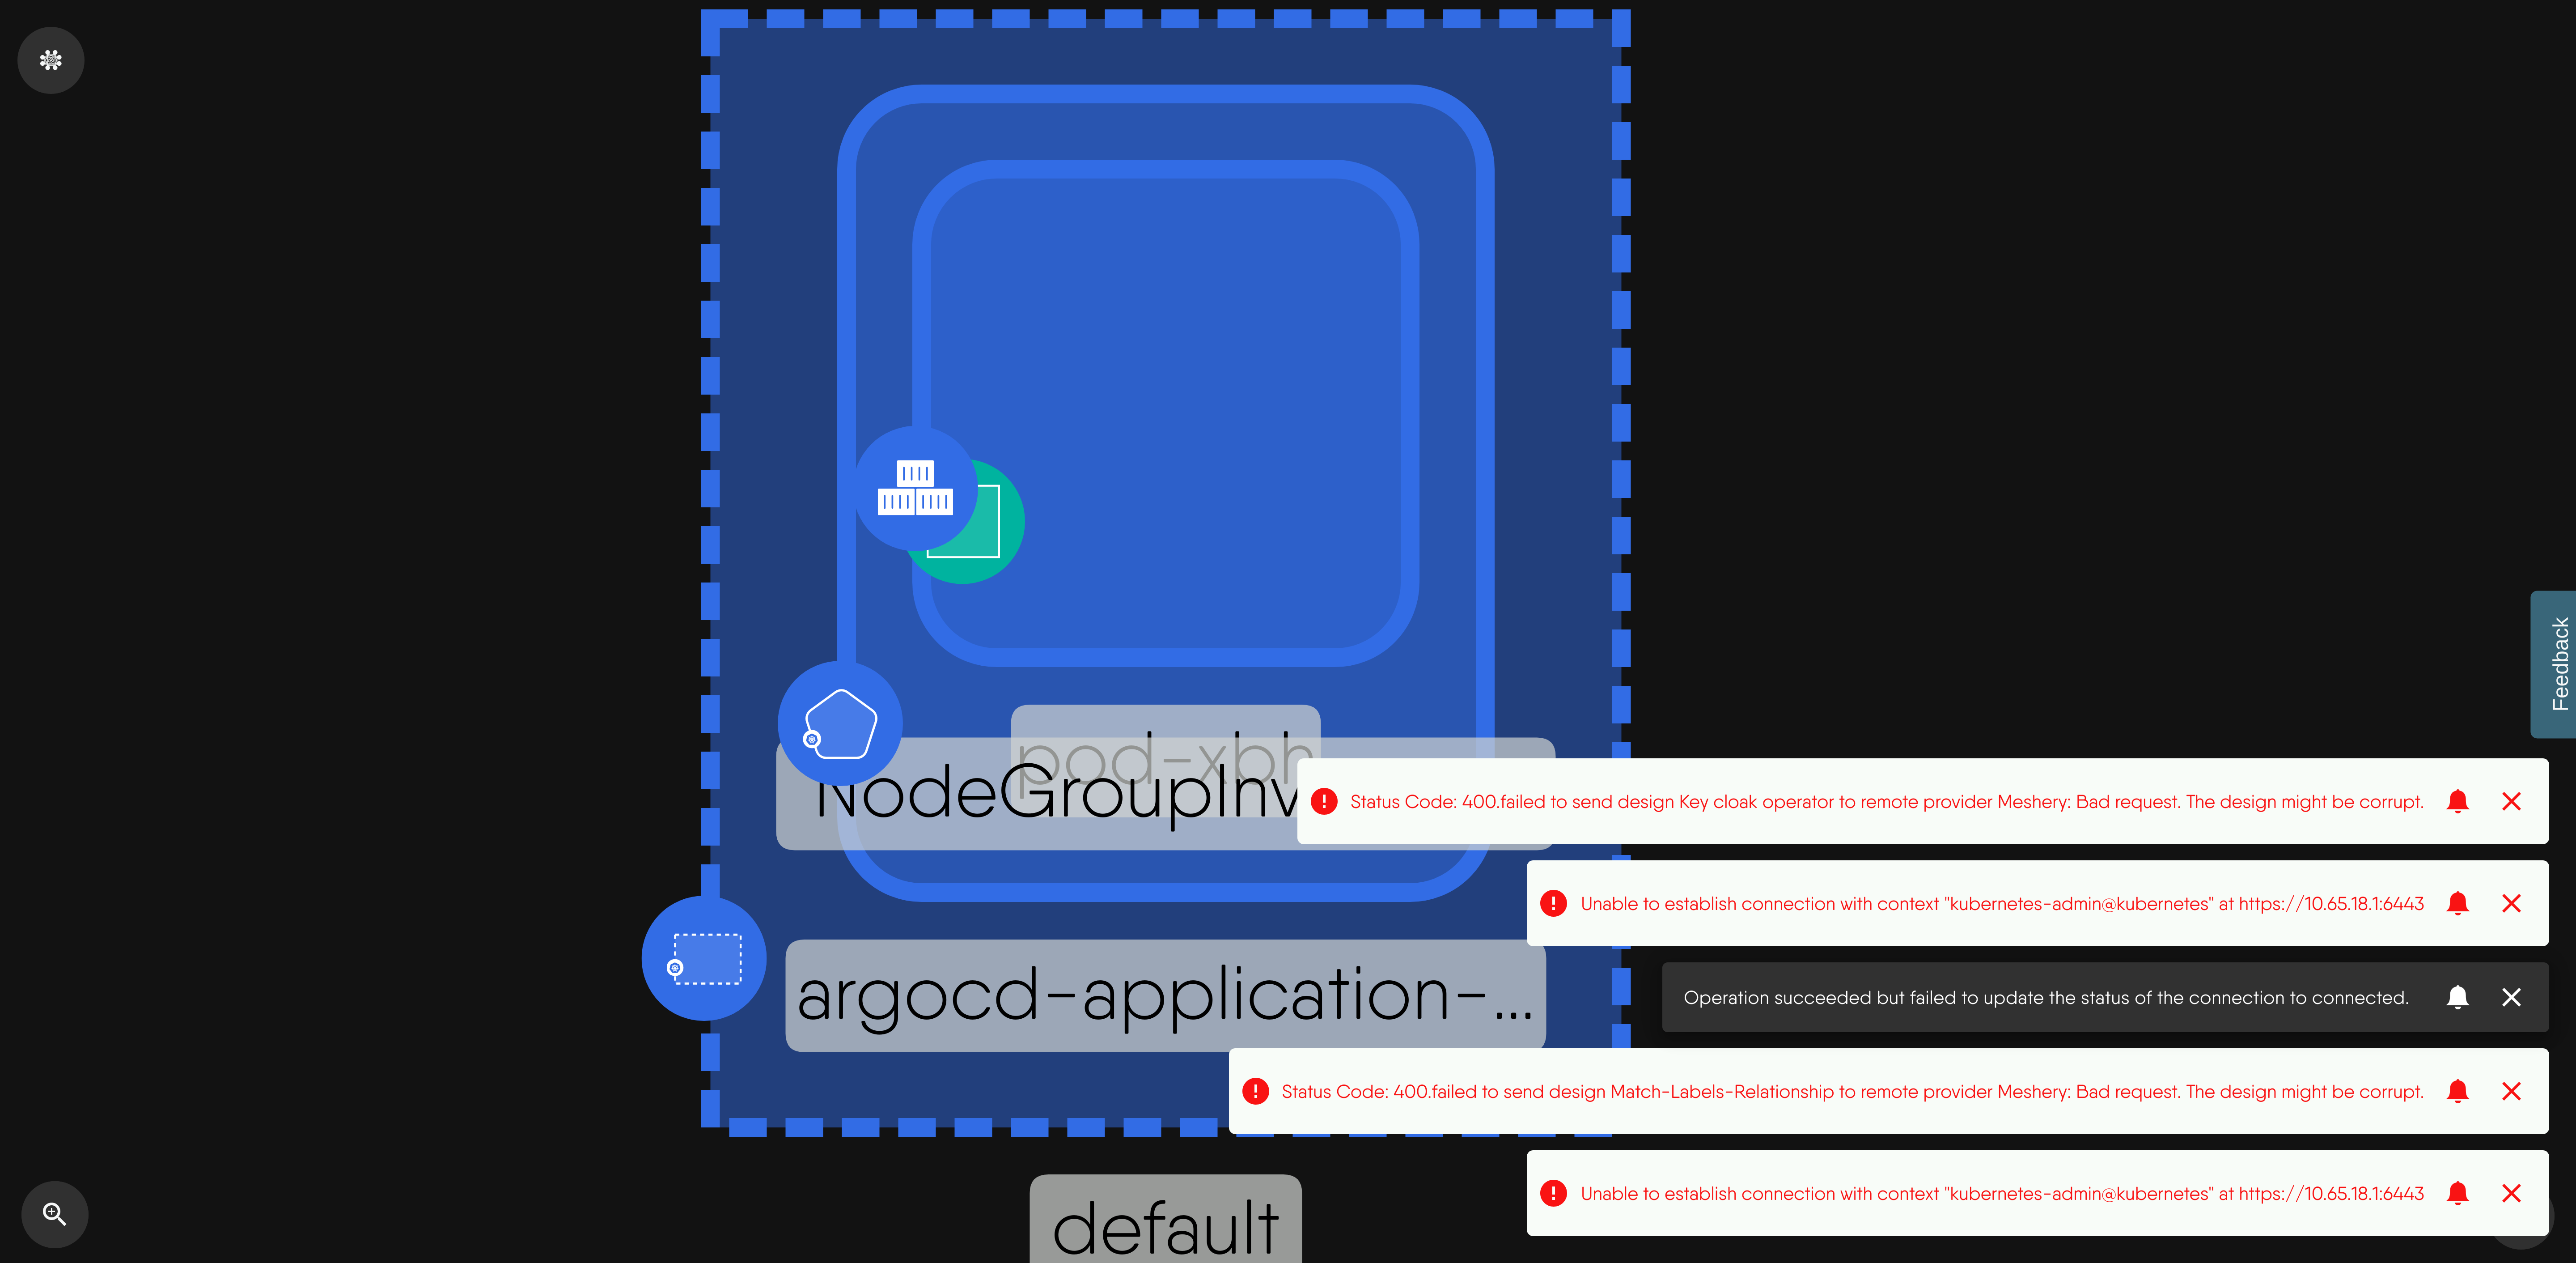 Feedback
pod-xbh
NodeGroupInv
Status Code: 400.failed to send design Key cloak operator to remote provider Meshery: Bad request. The design might be corrupt.
Unable to establish connection with context "kubernetes-admin@kubernetes" at https://10.65.18.1:6443
argocd-application-...
Operation succeeded but failed to update the status of the connection to connected.
Status Code: 400.failed to send design Match-Labels-Relationship to remote provider Meshery: Bad request. The design might be corrupt.
Unable to establish connection with context "kubernetes-admin@kubernetes" at https://10.65.18.1:6443
default